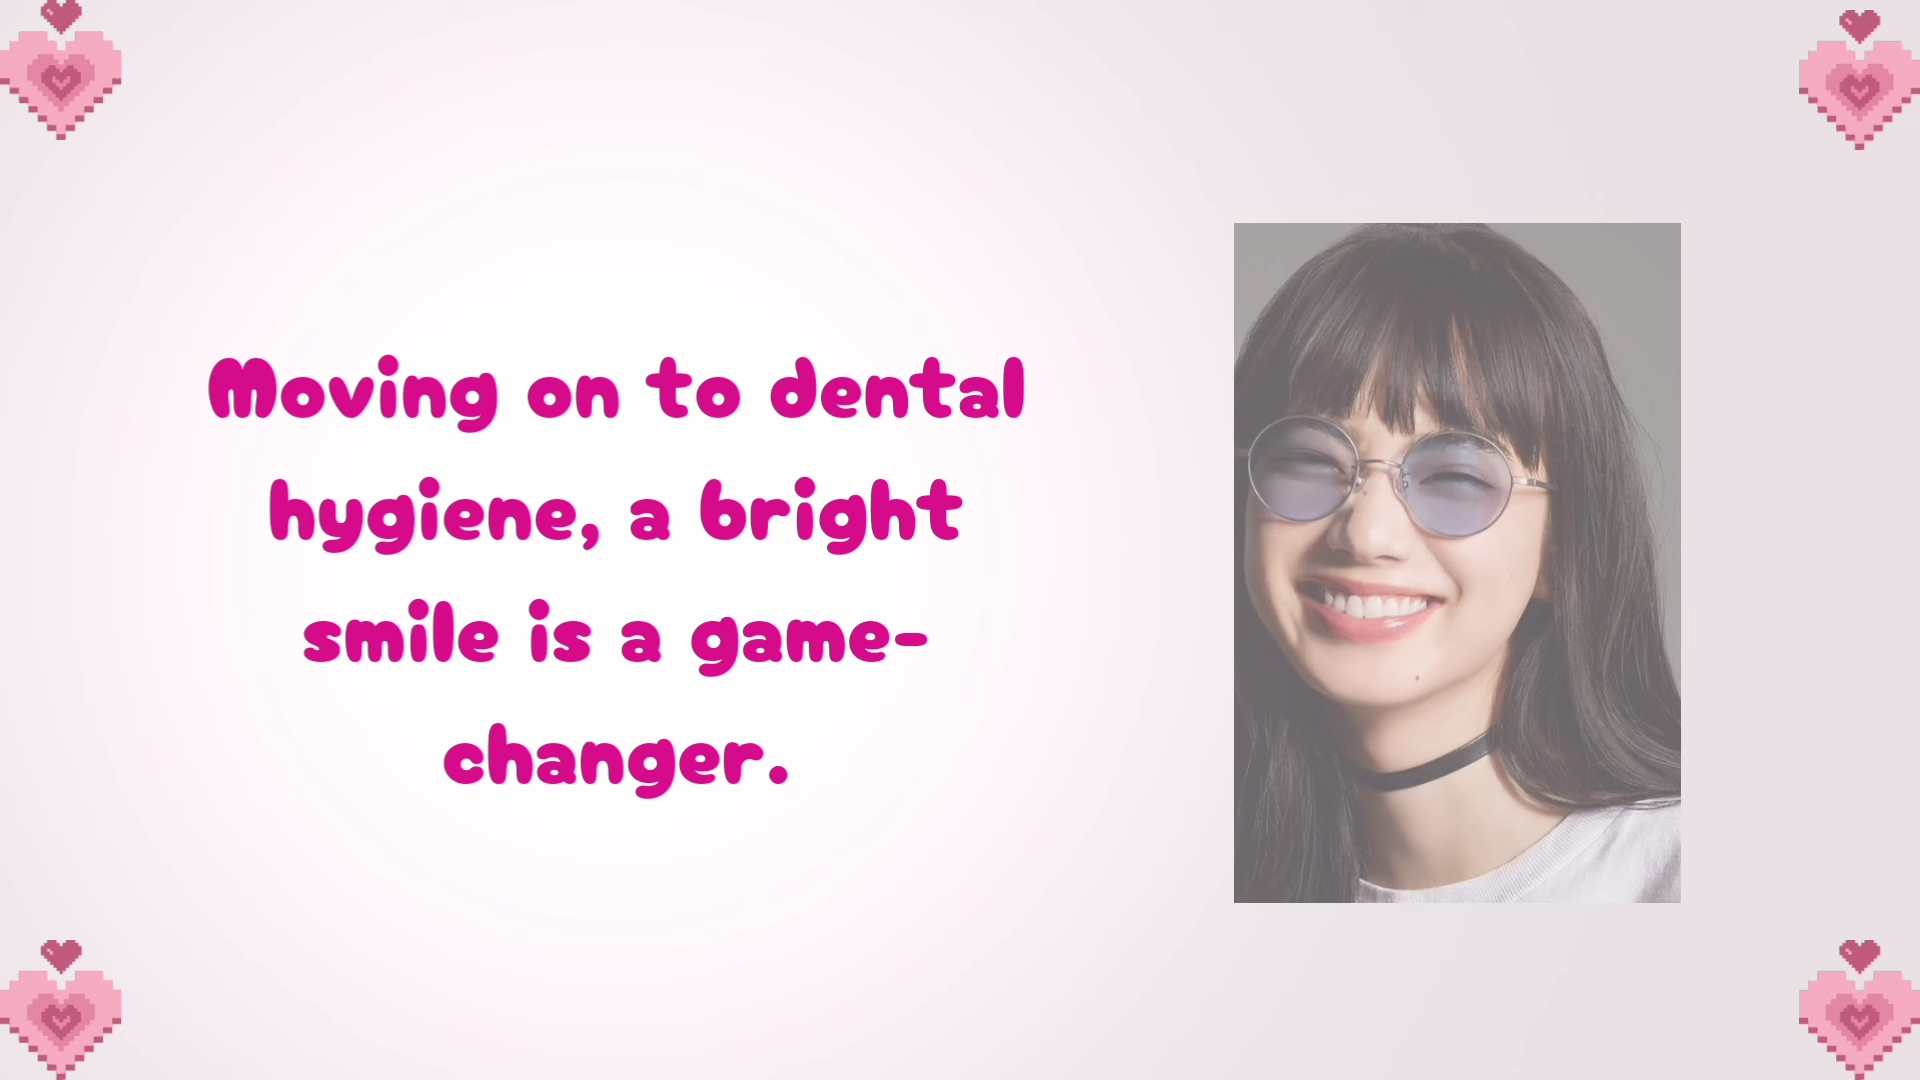 Moving on to dental
hygiene, a bright
smile is a game-
changer.